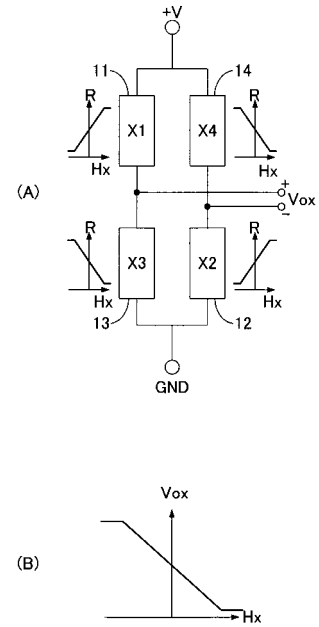 +V
11
14
R
X1
X4
R
Hx
Hx
(A)
+
Vox
−
R
X3
X2
R
Hx
Hx
13
12
GND
Vox
(B)
Hx